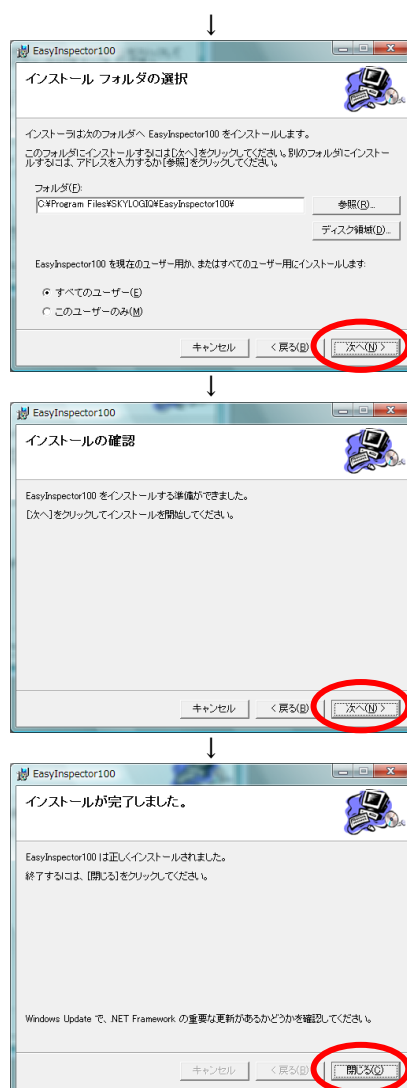 ↓
EasyInspector100
インストール フォルダの選択
インストーラは次のフォルダへ EasyInspector100 をインストールします。
このフォルダにインストールするには[次へ]をクリックしてください。別のフォルダにインストー
ルするには、アドレスを入力するか[参照]をクリックしてください。
フォルダ(F):
C:¥Program Files¥SKYLOGIQ¥EasyInspector100¥
参照(R)...
ディスク領域(D)...
EasyInspector100 を現在のユーザー用か、またはすべてのユーザー用にインストールします:
すべてのユーザー(E)
このユーザーのみ(M)
キャンセル
< 戻る(B)
次へ(N) >
↓
EasyInspector100
インストールの確認
EasyInspector100 をインストールする準備ができました。
[次へ]をクリックしてインストールを開始してください。
キャンセル
< 戻る(B)
次へ(N) >
↓
EasyInspector100
インストールが完了しました。
EasyInspector100 は正しくインストールされました。
終了するには、[閉じる]をクリックしてください。
Windows Update で、.NET Framework の重要な更新があるかどうかを確認してください。
キャンセル
< 戻る(B)
閉じる(C)